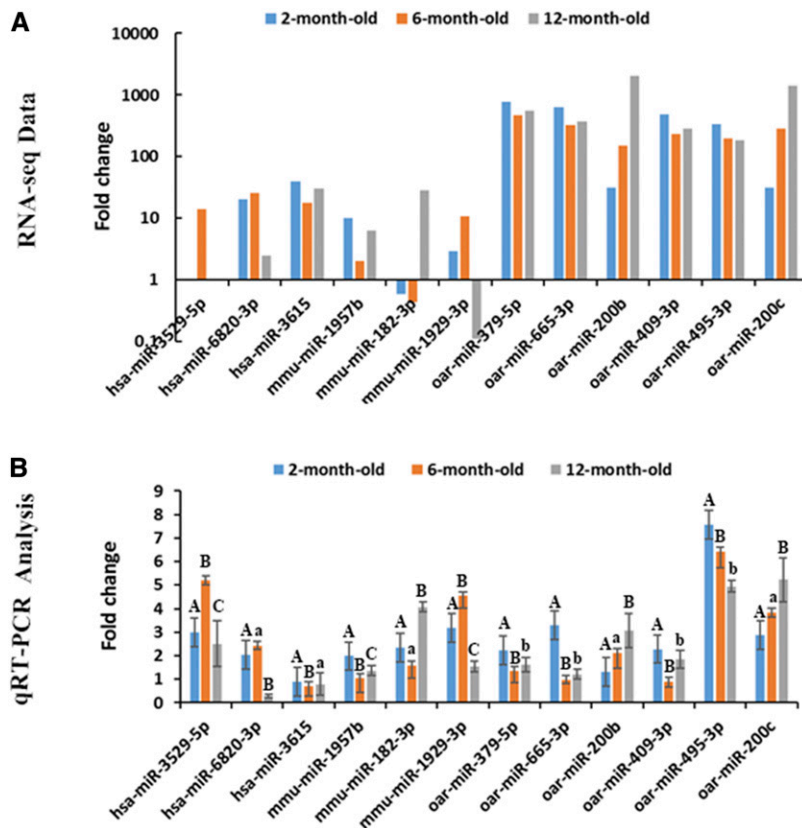 A
2-month-old 6-month-old 12-month-old
RNA-seq Data
Fold change
10000
1000
100
10
1
0.1
hsa-miR-3529-5p
hsa-miR-6820-3p
hsa-miR-3615
mmu-miR-1957b
mmu-miR-182-3p
mmu-miR-1929-3p
oar-miR-379-5p
oar-miR-665-3p
oar-miR-200b
oar-miR-409-3p
oar-miR-495-3p
oar-miR-200c
B
2-month-old 6-month-old 12-month-old
qRT-PCR Analysis
Fold change
9
8
7
6
5
4
3
2
1
0
A B C
A a B
A B a
A B C
A a B
A B C
A B b
A B b
A a B
A B b
A B b
A a B
hsa-miR-3529-5p
hsa-miR-6820-3p
hsa-miR-3615
mmu-miR-1957b
mmu-miR-182-3p
mmu-miR-1929-3p
oar-miR-379-5p
oar-miR-665-3p
oar-miR-200b
oar-miR-409-3p
oar-miR-495-3p
oar-miR-200c